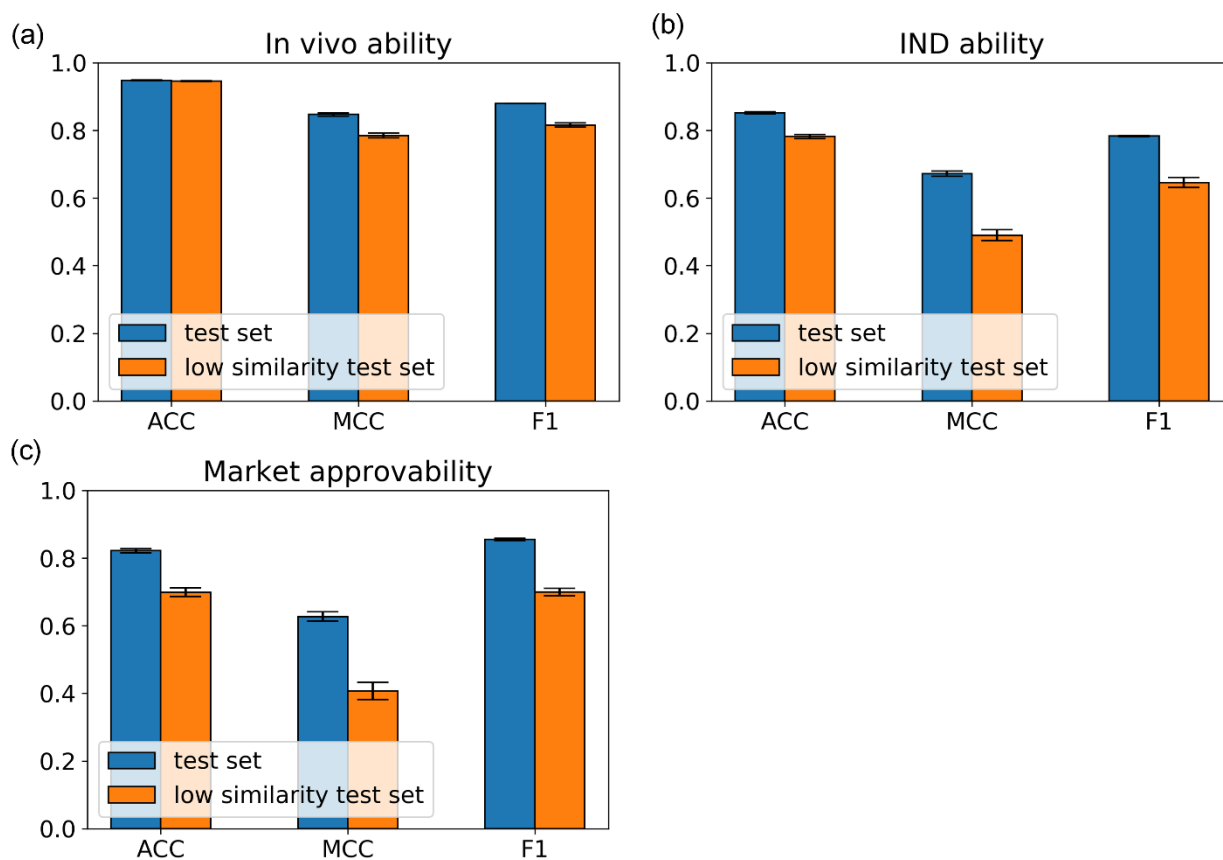 (a)
In vivo ability
1.0
0.8
0.6
0.4
0.2
0.0
test set
low similarity test set
ACC MCC F1
(b)
IND ability
1.0
0.8
0.6
0.4
0.2
0.0
test set
low similarity test set
ACC MCC F1
(c)
Market approvability
1.0
0.8
0.6
0.4
0.2
0.0
test set
low similarity test set
ACC MCC F1